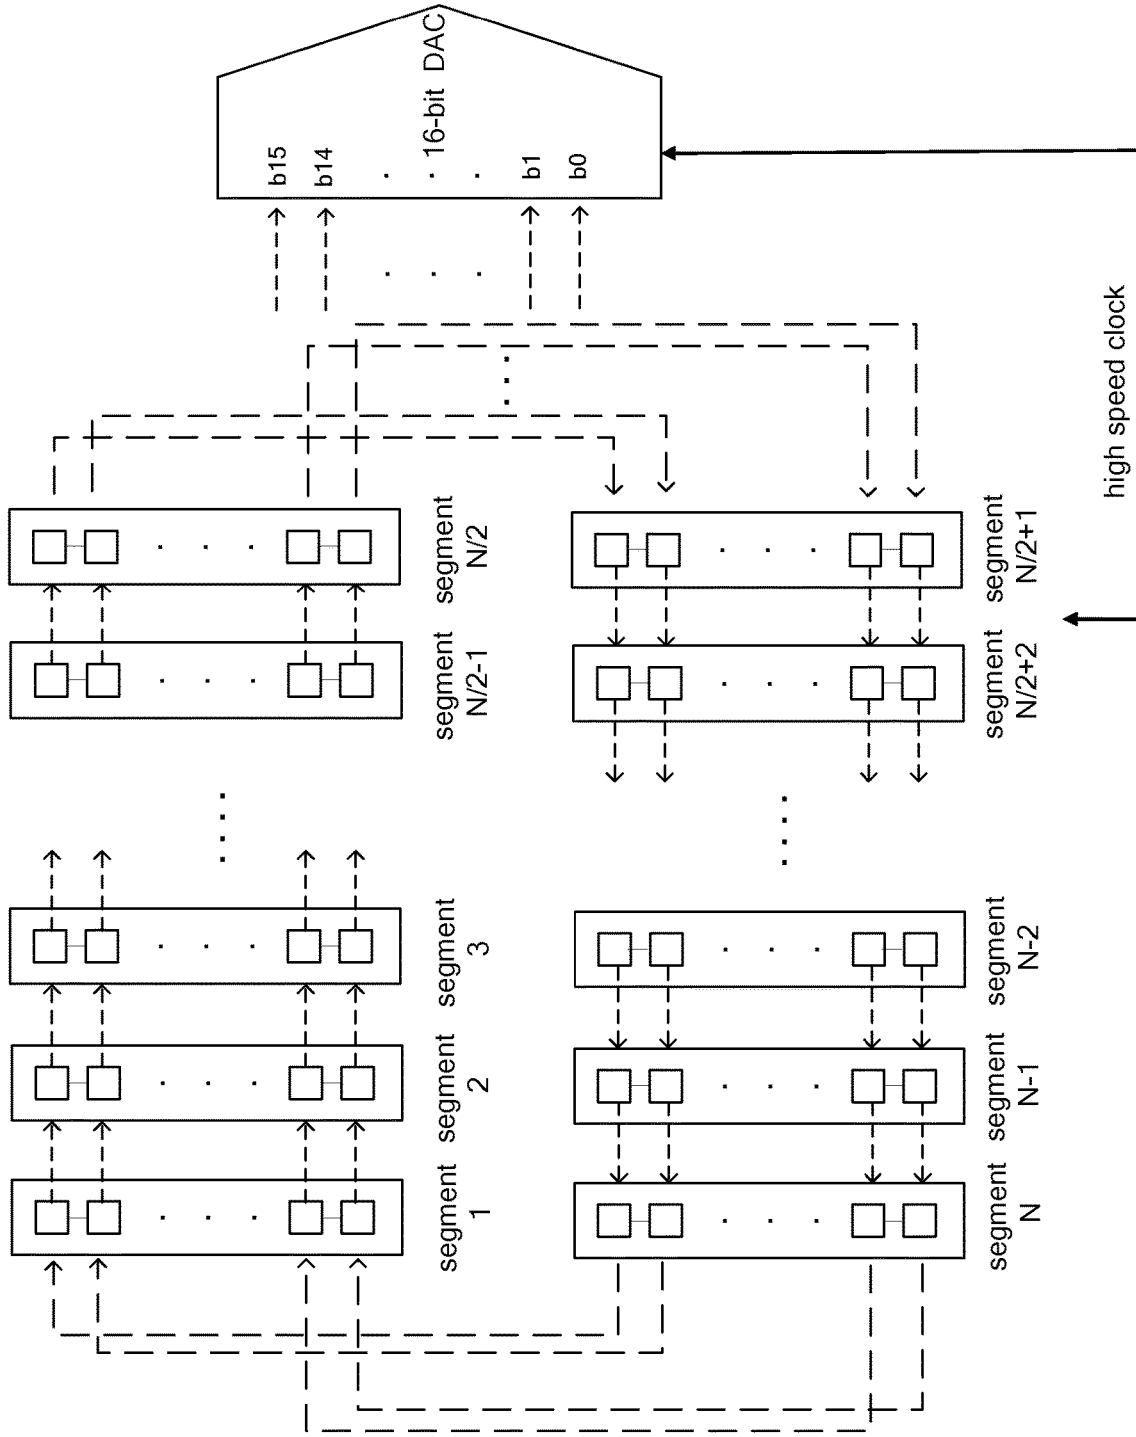 b15
b14
16-bit DAC
b1
b0
segment
1
segment
2
segment
3
segment
N/2-1
segment
N/2
segment
N
segment
N-1
segment
N-2
segment
N/2+2
segment
N/2+1
high speed clock